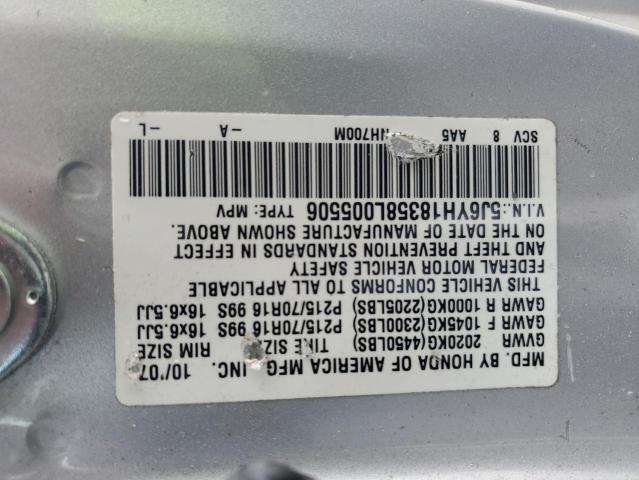 MFD. BY HONDA OF AMERICA MFG., INC. 10/'07
GVWR 2020KG(4450LBS) TIRE SIZE RIM SIZE
GAWR F 1045KG(2300LBS) P215/70R16 99S 16x6.5JJ
GAWR R 1000KG(2205LBS) P215/70R16 99S 16x6.5JJ
THIS VEHICLE CONFORMS TO ALL APPLICABLE
FEDERAL MOTOR VEHICLE SAFETY
AND THEFT PREVENTION STANDARDS IN EFFECT
ON THE DATE OF MANUFACTURE SHOWN ABOVE.
V.I.N.:5J6YH18358L005506 TYPE: MPV
SCV 8 AA5 NH700M -A -L